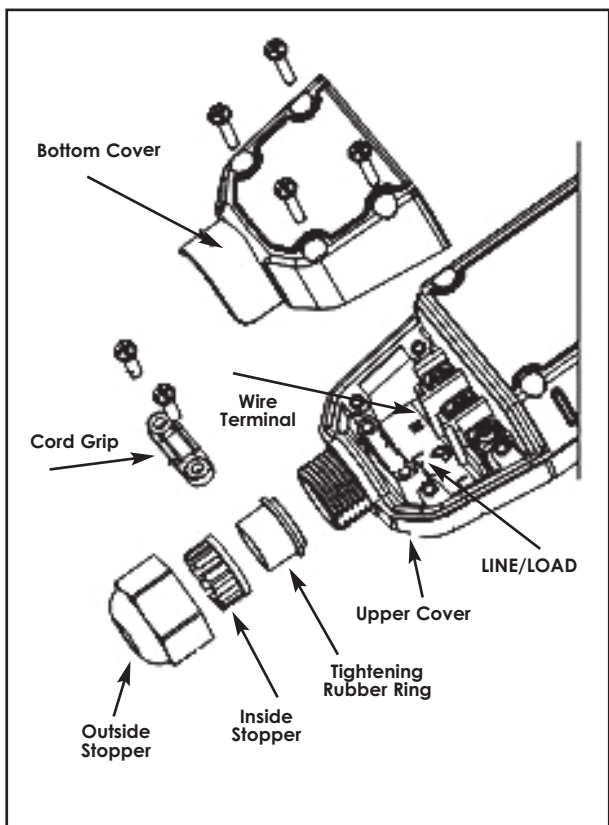 Bottom Cover
Wire
Terminal
Cord Grip
LINE/LOAD
Upper Cover
Tightening
Rubber Ring
Inside
Stopper
Outside
Stopper